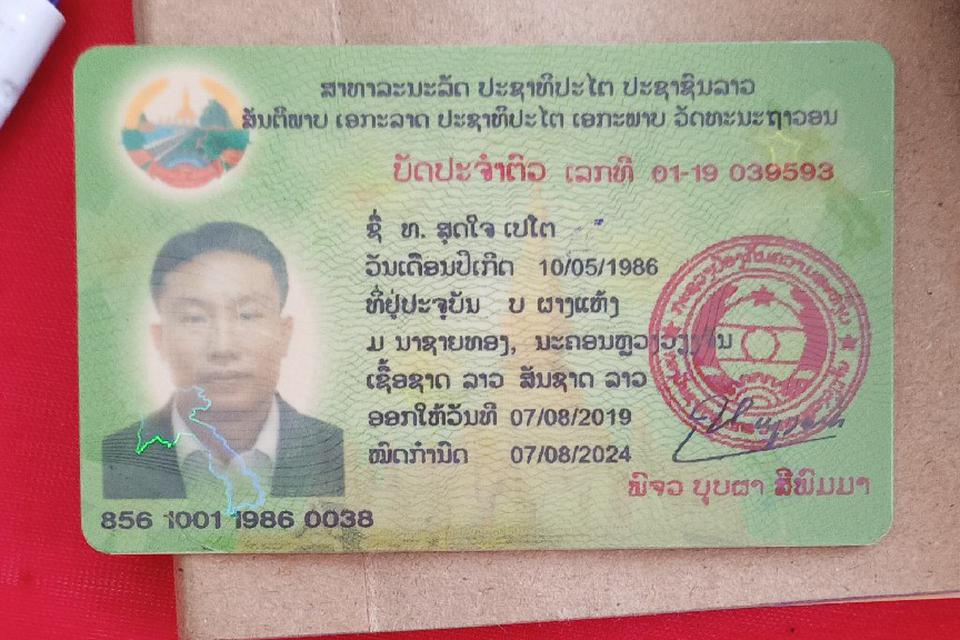 ສາທາລະນະລັດ ປະຊາທິປະໄຕ ປະຊາຊົນລາວ
ສັນຕິພາບ ເອກະລາດ ປະຊາທິປະໄຕ ເອກະພາບ ວັດທະນະຖາວອນ
ບັດປະຈຳຕົວ ເລກທີ 01-19 039593
ຊື່ ທ. ສຸດໃຈ ເປໂຕ
ວັນເດືອນປີເກີດ 10/05/1986
ທີ່ຢູ່ປະຈຸບັນ ບ ຜາງແຫ້ງ
ມ ນາຊາຍທອງ, ນະຄອນຫຼວງວຽງຈັນ
ເຊື້ອຊາດ ລາວ ສັນຊາດ ລາວ
ອອກໃຫ້ວັນທີ 07/08/2019
ໝົດກຳນົດ 07/08/2024
ພົຈວ ບຸບຜາ ສີພິມມາ
856 1001 1986 0038